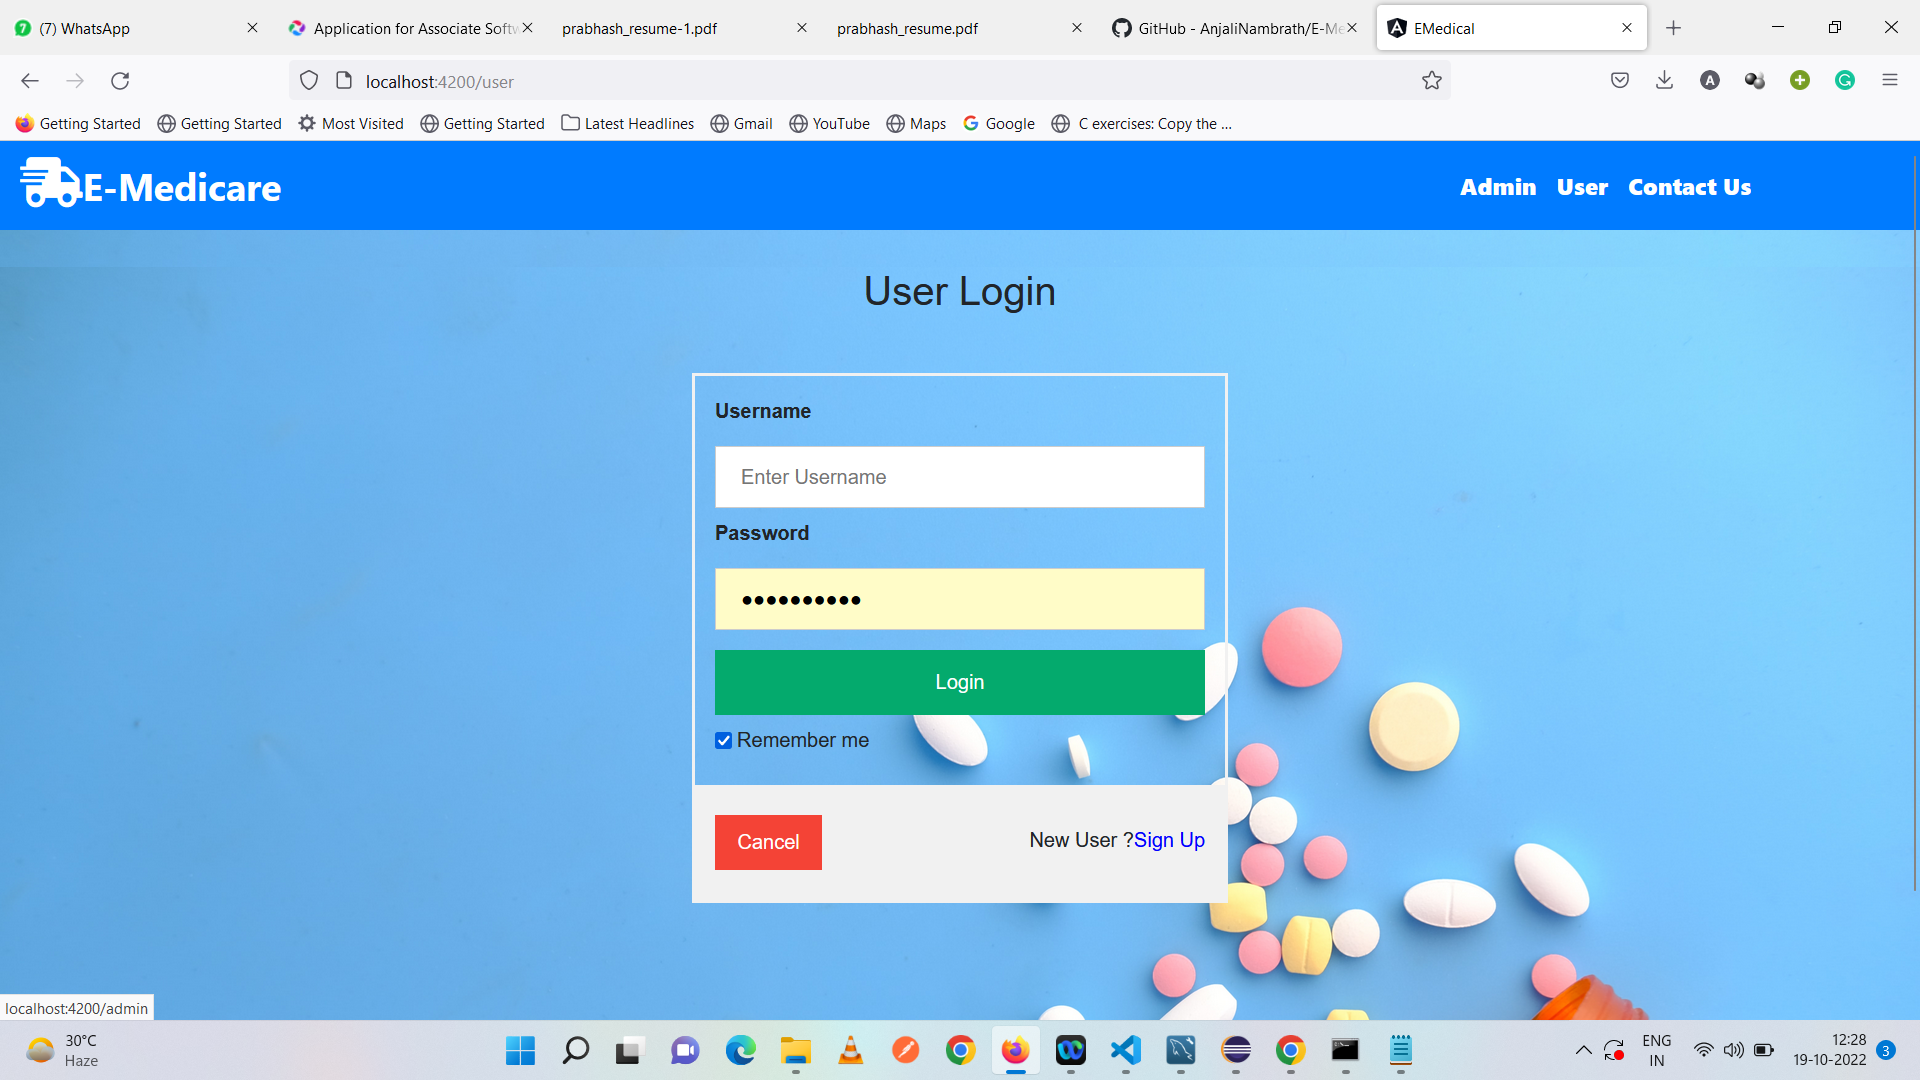 (7) WhatsApp
Application for Associate Softw
prabhash_resume-1.pdf
prabhash_resume.pdf
GitHub - AnjaliNambrath/E-Me
EMedical
localhost:4200/user
Getting Started
Getting Started
Most Visited
Getting Started
Latest Headlines
Gmail
YouTube
Maps
Google
C exercises: Copy the ...
E-Medicare
Admin
User
Contact Us
User Login
Username
Enter Username
Password
Login
Remember me
Cancel
New User ?Sign Up
localhost:4200/admin
30°C
Haze
ENG
IN
12:28
19-10-2022
3